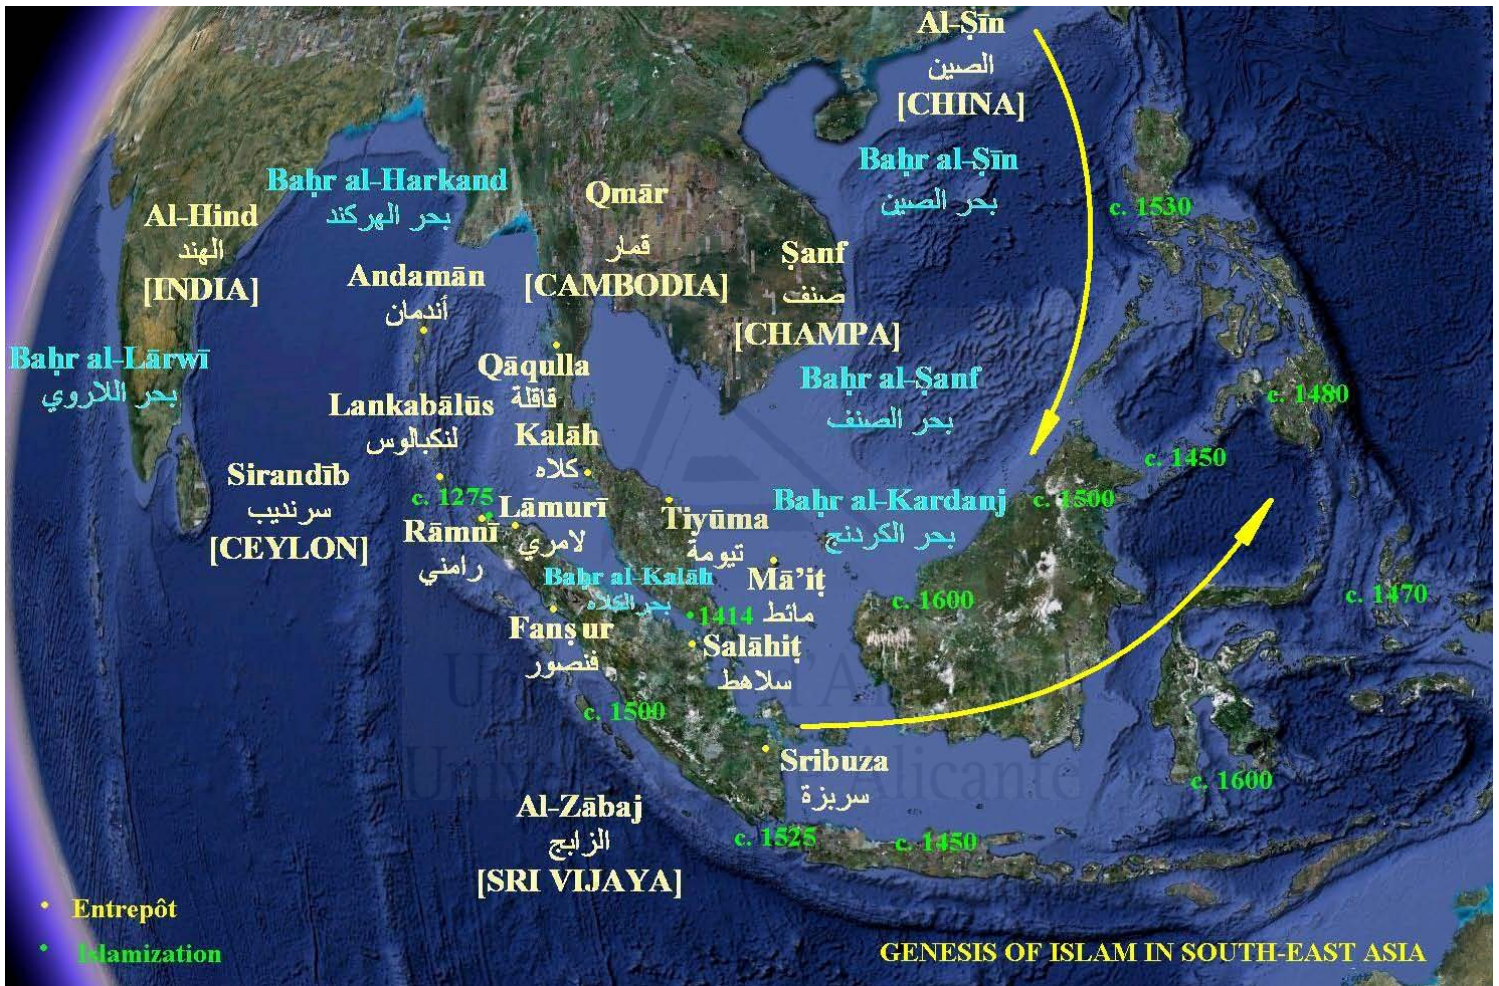 Al-Ṣīn
الصين
[CHINA]
Baḥr al-Ṣīn
بحر الصين
Baḥr al-Harkand
بحر الهركند
Qmār
قمار
[CAMBODIA]
Al-Hind
الهند
[INDIA]
c. 1530
Ṣanf
صنف
[CHAMPA]
Andamān
أندمان
Baḥr al-Lārwī
بحر اللاروي
Qāqulla
قاقلة
Baḥr al-Ṣanf
بحر الصنف
c. 1480
Lankabālūs
لنكبالوس
Kalāh
كلاه
c. 1450
Sirandīb
سرنديب
[CEYLON]
c. 1275
Lāmurī
لامري
Rāmnī
رامني
Tiyūma
تيومة
Baḥr al-Kardanj
بحر الكردنج
c. 1500
Baḥr al-Kalāh
بحر الكلاه
Mā’iṭ
مائط
1414
c. 1600
c. 1470
Fanṣur
فنصور
Salāhiṭ
سلاهط
c. 1500
Sribuza
سربزة
c. 1600
Al-Zābaj
الزابج
[SRI VIJAYA]
c. 1525
c. 1450
Entrepôt
Islamization
GENESIS OF ISLAM IN SOUTH-EAST ASIA
Universitat d'Alacant
Universidad de Alicante